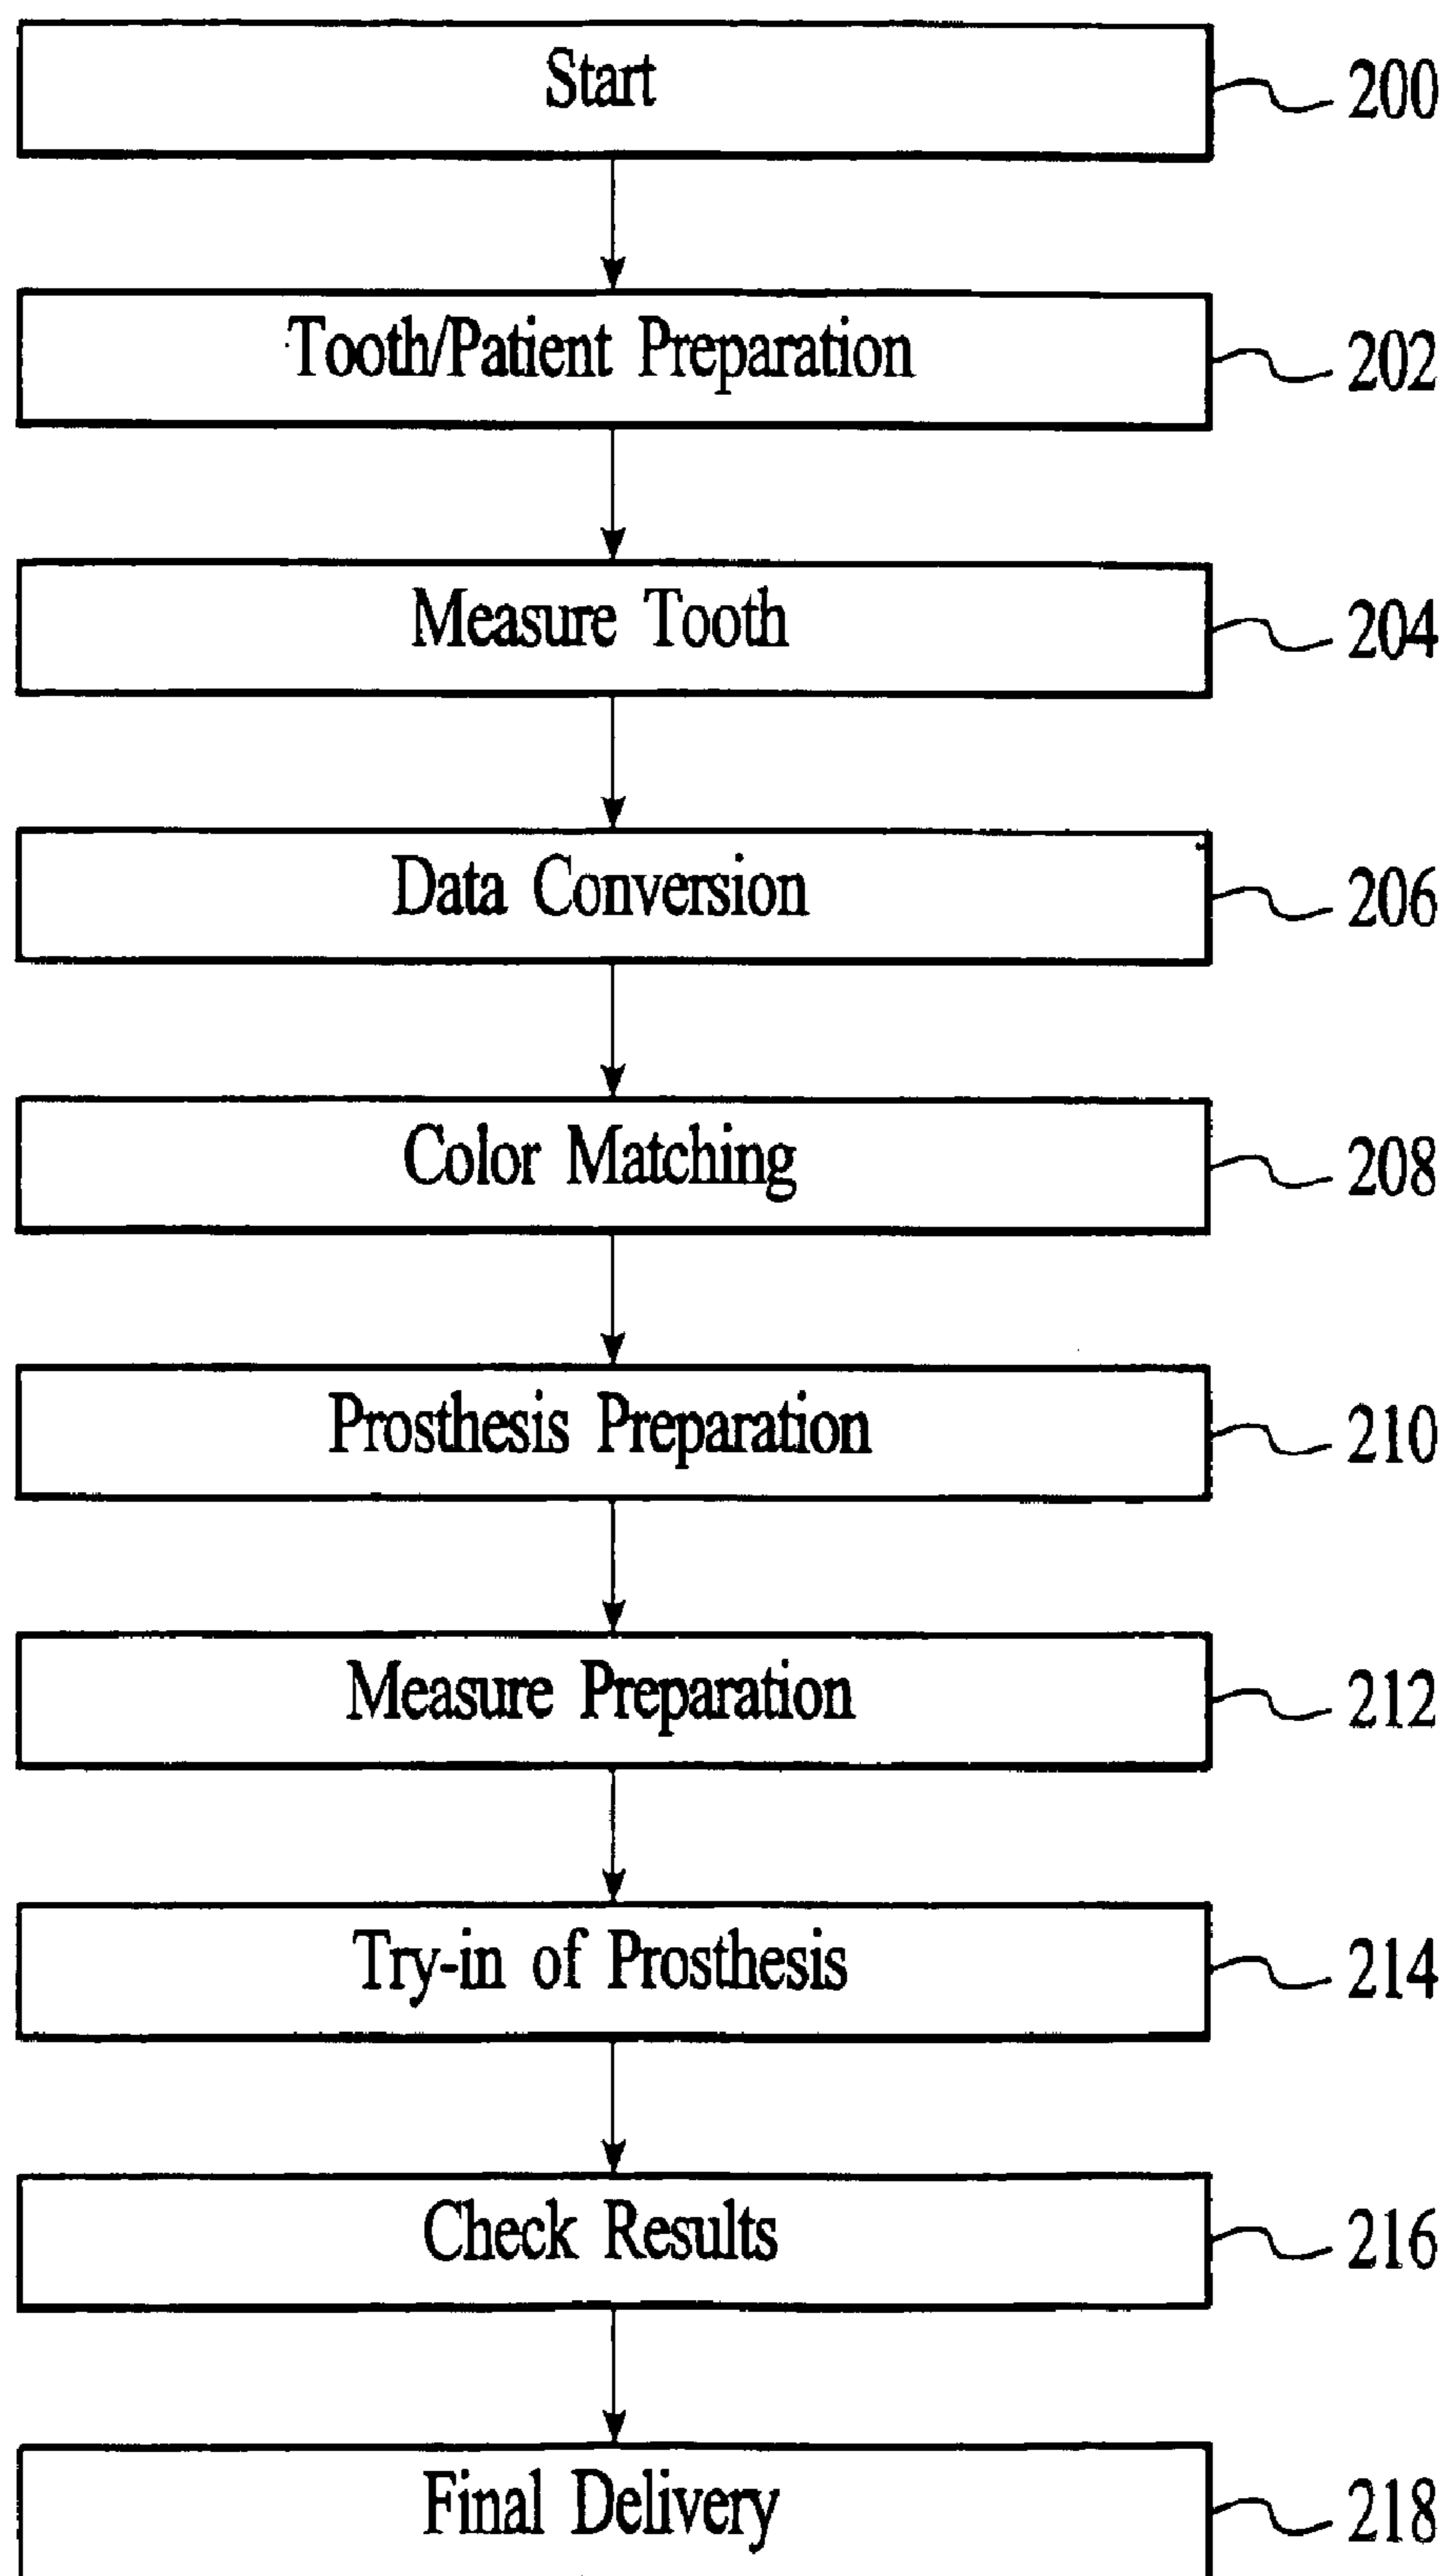 Start
200
Tooth/Patient Preparation
202
Measure Tooth
204
Data Conversion
206
Color Matching
208
Prosthesis Preparation
210
Measure Preparation
212
Try-in of Prosthesis
214
Check Results
216
Final Delivery
218